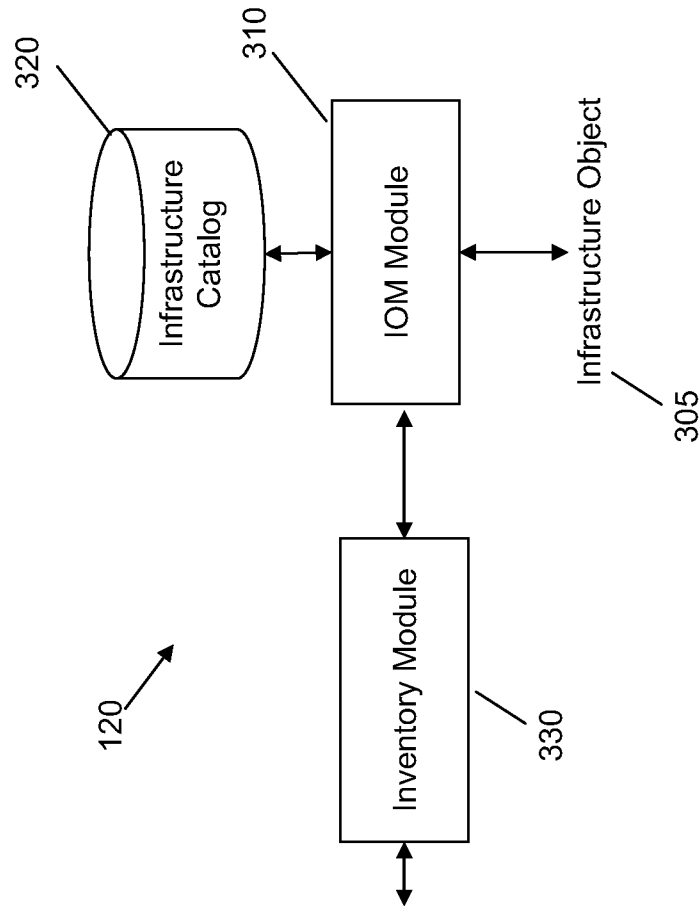 320
Infrastructure
Catalog
310
IOM Module
Infrastructure Object
305
120
Inventory Module
330